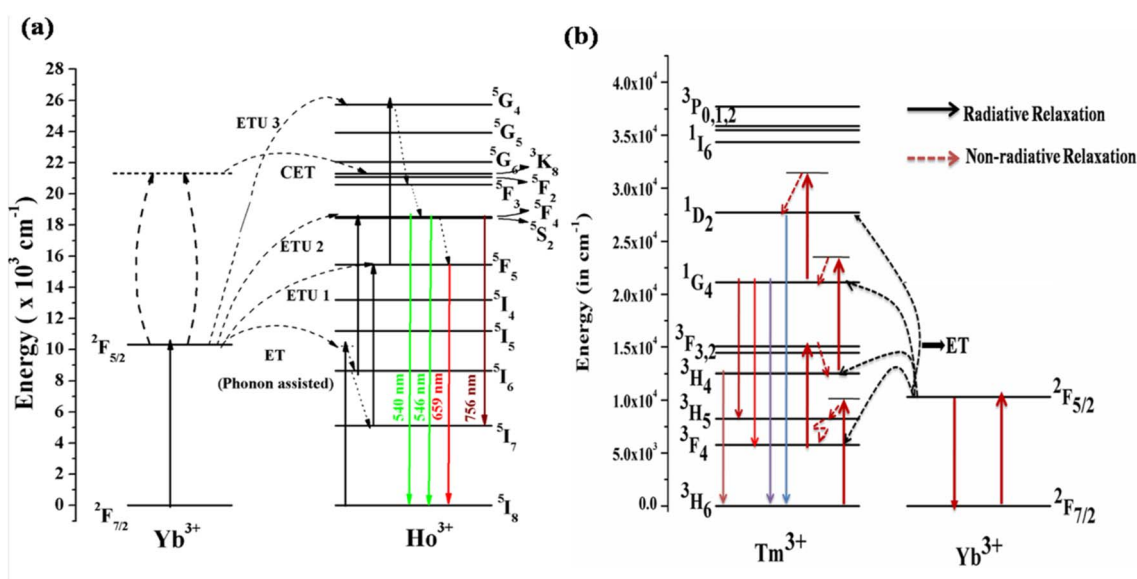 (a)
Energy ( x 10³ cm⁻¹)
28
26
24
22
20
18
16
14
12
10
8
6
4
2
0
²F₅/₂
²F₇/₂
Yb³⁺
ETU 3
CET
ETU 2
ETU 1
ET
(Phonon assisted)
⁵G₄
⁵G₅
⁵G₆
³K₈
⁵F₂
⁵F₃
⁵F₄
⁵S₂
⁵F₅
⁵I₄
⁵I₅
⁵I₆
⁵I₇
⁵I₈
540 nm
546 nm
659 nm
756 nm
Ho³⁺
(b)
Energy (in cm⁻¹)
4.0x10⁴
3.5x10⁴
3.0x10⁴
2.5x10⁴
2.0x10⁴
1.5x10⁴
1.0x10⁴
5.0x10³
0.0
³P₀,₁,₂
¹I₆
¹D₂
¹G₄
³F₃,₂
³H₄
³H₅
³F₄
³H₆
Tm³⁺
Radiative Relaxation
Non-radiative Relaxation
ET
²F₅/₂
²F₇/₂
Yb³⁺